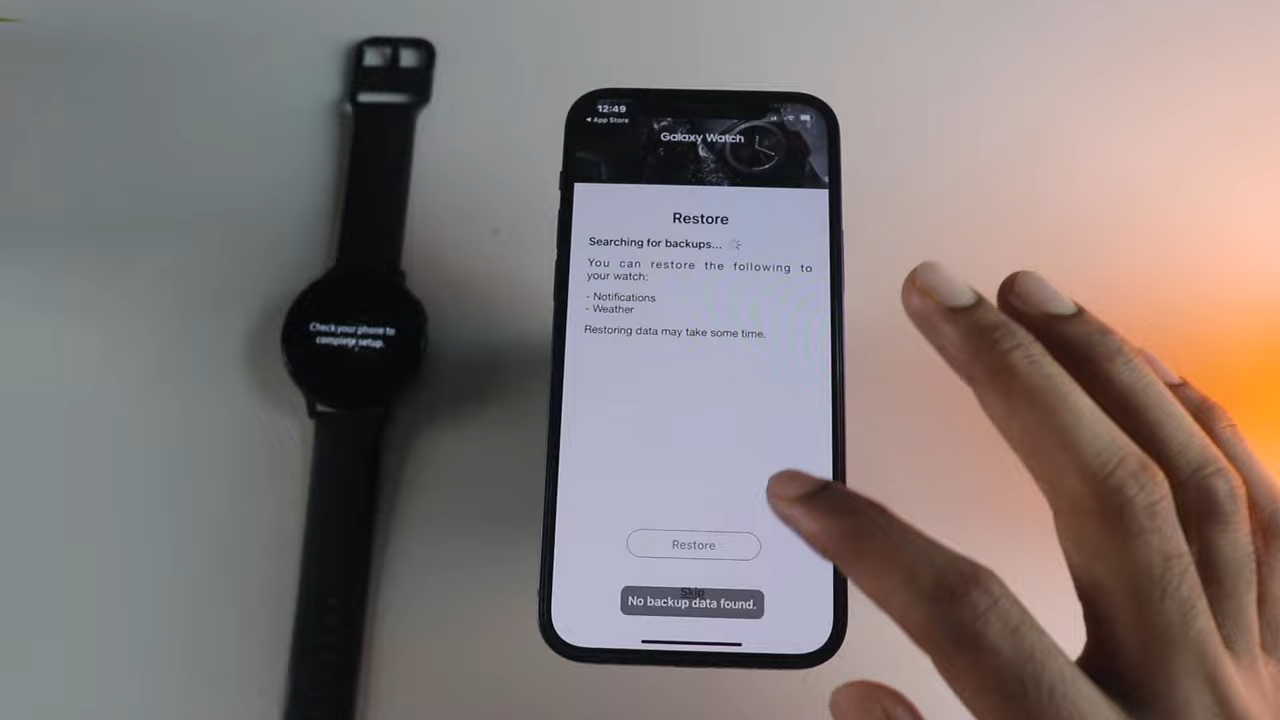 12:49
◀ App Store
Galaxy Watch
Restore
Searching for backups...
You can restore the following to
your watch:
- Notifications
- Weather
Restoring data may take some time.
Restore
Skip
No backup data found.
Check your phone to
complete setup.